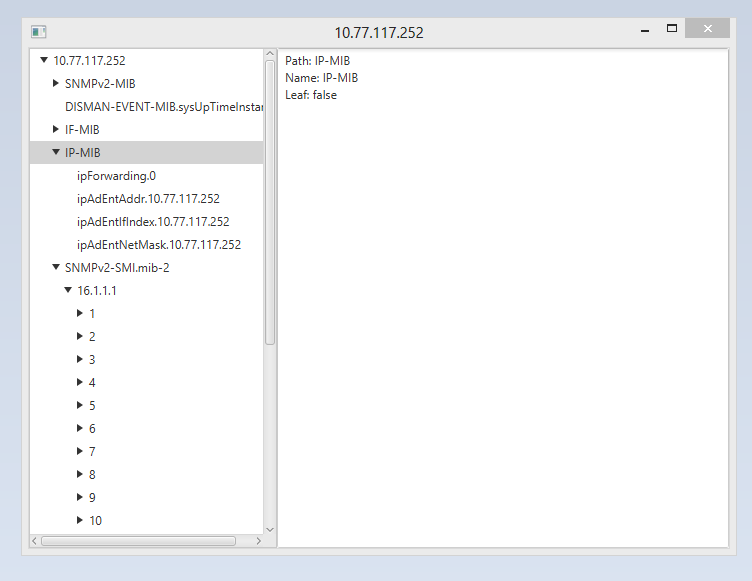 10.77.117.252
10.77.117.252
SNMPv2-MIB
DISMAN-EVENT-MIB.sysUpTimeInstan
IF-MIB
IP-MIB
ipForwarding.0
ipAdEntAddr.10.77.117.252
ipAdEntIfIndex.10.77.117.252
ipAdEntNetMask.10.77.117.252
SNMPv2-SMI.mib-2
16.1.1.1
1
2
3
4
5
6
7
8
9
10
Path: IP-MIB
Name: IP-MIB
Leaf: false